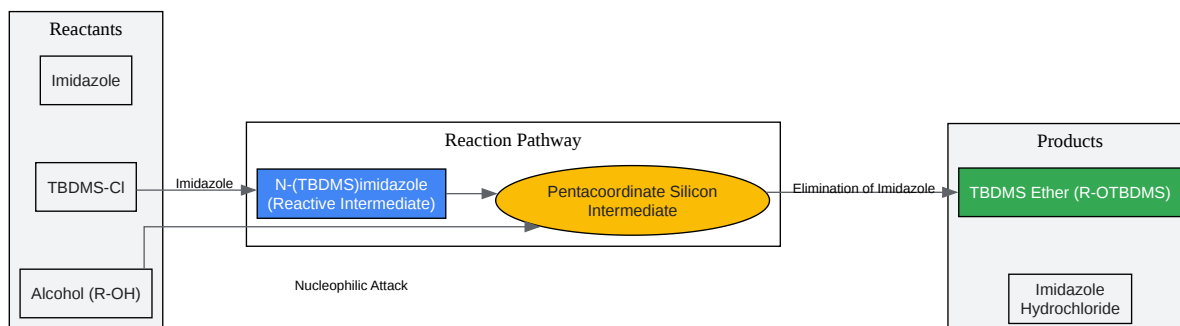 Reactants
Imidazole
TBDMS-Cl
Alcohol (R-OH)
Imidazole
Reaction Pathway
N-(TBDMS)imidazole
(Reactive Intermediate)
Pentacoordinate Silicon
Intermediate
Nucleophilic Attack
Elimination of Imidazole
Products
TBDMS Ether (R-OTBDMS)
Imidazole
Hydrochloride